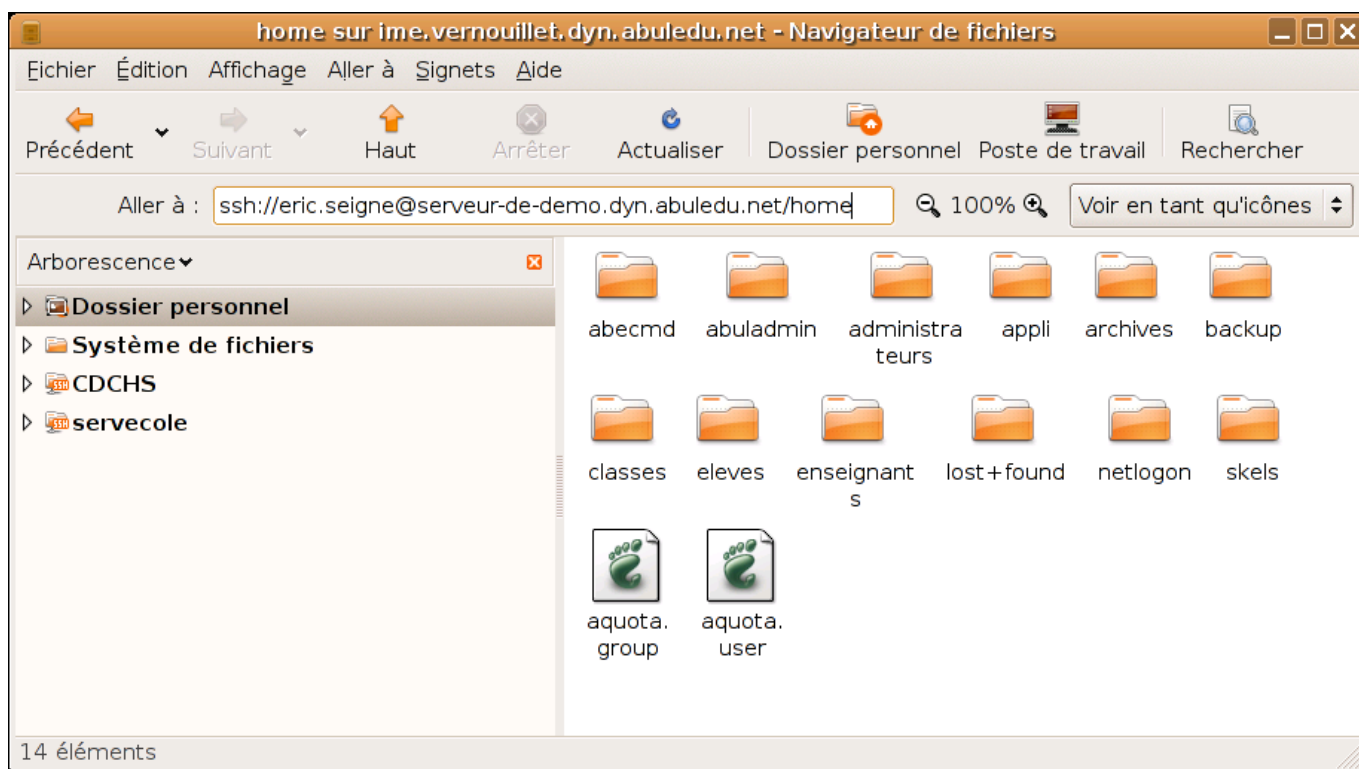 home sur ime.vernouillet.dyn.abuledu.net - Navigateur de fichiers
Fichier Édition Affichage Aller à Signets Aide
Précédent Suivant Haut Arrêter Actualiser Dossier personnel Poste de travail Rechercher
Aller à : ssh://eric.seigne@serveur-de-demo.dyn.abuledu.net/home 100% Voir en tant qu'icônes
Arborescence
Dossier personnel
Système de fichiers
SSH CDCHS
SSH servecole
abecmd abuladmin administra appli archives backup
teurs
classes eleves enseignant lost+found netlogon skels
s
aquota. aquota.
group user
14 éléments